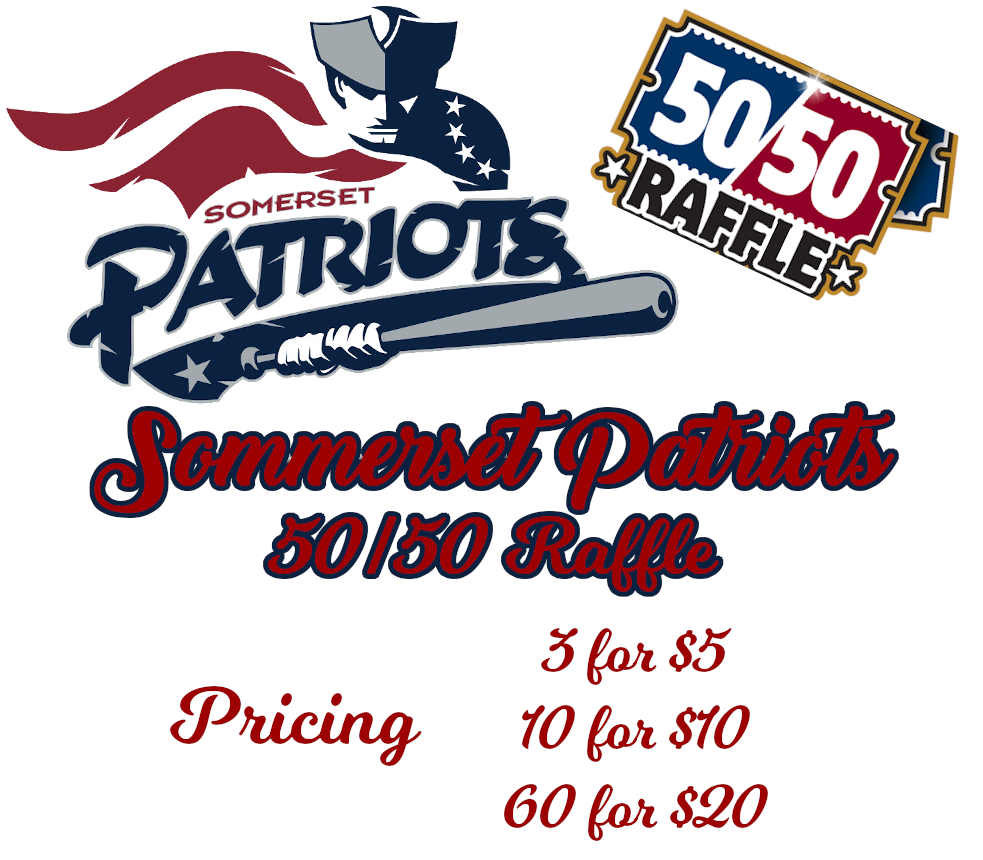 SOMERSET
PATRIOTS
50/50
RAFFLE
Sommerset Patriots
50/50 Raffle
Pricing
3 for $5
10 for $10
60 for $20